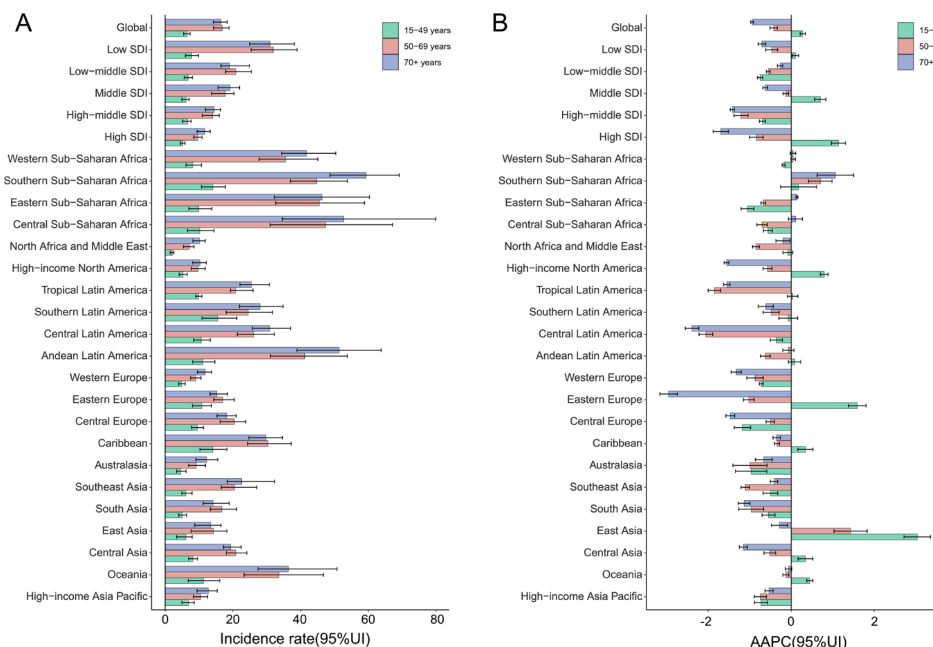 A
Global
Low SDI
Low−middle SDI
Middle SDI
High−middle SDI
High SDI
Western Sub−Saharan Africa
Southern Sub−Saharan Africa
Eastern Sub−Saharan Africa
Central Sub−Saharan Africa
North Africa and Middle East
High−income North America
Tropical Latin America
Southern Latin America
Central Latin America
Andean Latin America
Western Europe
Eastern Europe
Central Europe
Caribbean
Australasia
Southeast Asia
South Asia
East Asia
Central Asia
Oceania
High−income Asia Pacific
15−49 years
50−69 years
70+ years
0 20 40 60 80
Incidence rate(95%UI)
B
Global
Low SDI
Low−middle SDI
Middle SDI
High−middle SDI
High SDI
Western Sub−Saharan Africa
Southern Sub−Saharan Africa
Eastern Sub−Saharan Africa
Central Sub−Saharan Africa
North Africa and Middle East
High−income North America
Tropical Latin America
Southern Latin America
Central Latin America
Andean Latin America
Western Europe
Eastern Europe
Central Europe
Caribbean
Australasia
Southeast Asia
South Asia
East Asia
Central Asia
Oceania
High−income Asia Pacific
15−
50−
70+
−2 0 2
AAPC(95%UI)